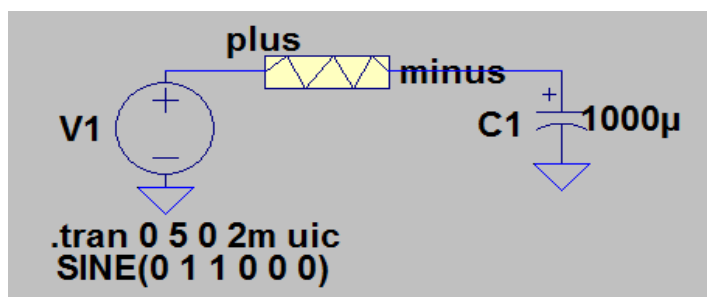 plus
minus
V1
C1
1000µ
.tran 0 5 0 2m uic
SINE(0 1 1 0 0 0)